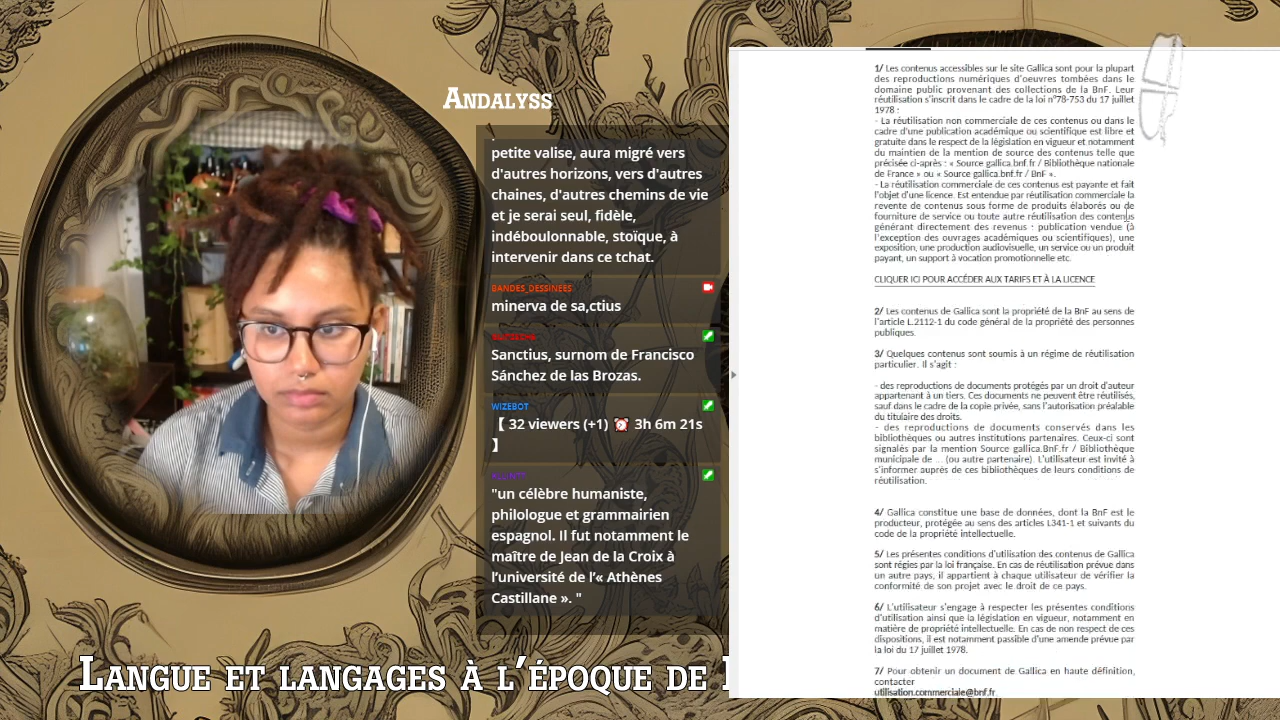 Andalyss
petite valise, aura migré vers
d'autres horizons, vers d'autres
chaines, d'autres chemins de vie
et je serai seul, fidèle,
indéboulonnable, stoïque, à
intervenir dans ce tchat.
BANDES_DESSINEES
minerva de sa,ctius
Sanctius, surnom de Francisco
Sánchez de las Brozas.
WIZEBOT
【 32 viewers (+1) ⏰ 3h 6m 21s
】
"un célèbre humaniste,
philologue et grammairien
espagnol. Il fut notamment le
maître de Jean de la Croix à
l'université de l'« Athènes
Castillane ». "
Langue et langages à l'époque de
1/ Les contenus accessibles sur le site Gallica sont pour la plupart
des reproductions numériques d'oeuvres tombées dans le
domaine public provenant des collections de la BnF. Leur
réutilisation s'inscrit dans le cadre de la loi n°78-753 du 17 juillet
1978 :
- La réutilisation non commerciale de ces contenus ou dans le
cadre d'une publication académique ou scientifique est libre et
gratuite dans le respect de la législation en vigueur et notamment
du maintien de la mention de source des contenus telle que
précisée ci-après : « Source gallica.bnf.fr / Bibliothèque nationale
de France » ou « Source gallica.bnf.fr / BnF ».
- La réutilisation commerciale de ces contenus est payante et fait
l'objet d'une licence. Est entendue par réutilisation commerciale la
revente de contenus sous forme de produits élaborés ou de
fourniture de service ou toute autre réutilisation des contenus
générant directement des revenus : publication vendue (à
l'exception des ouvrages académiques ou scientifiques), une
exposition, une production audiovisuelle, un service ou un produit
payant, un support à vocation promotionnelle etc.
CLIQUER ICI POUR ACCÉDER AUX TARIFS ET À LA LICENCE
2/ Les contenus de Gallica sont la propriété de la BnF au sens de
l'article L.2112-1 du code général de la propriété des personnes
publiques.
3/ Quelques contenus sont soumis à un régime de réutilisation
particulier. Il s'agit :
- des reproductions de documents protégés par un droit d'auteur
appartenant à un tiers. Ces documents ne peuvent être réutilisés,
sauf dans le cadre de la copie privée, sans l'autorisation préalable
du titulaire des droits.
- des reproductions de documents conservés dans les
bibliothèques ou autres institutions partenaires. Ceux-ci sont
signalés par la mention Source gallica.BnF.fr / Bibliothèque
municipale de ... (ou autre partenaire). L'utilisateur est invité à
s'informer auprès de ces bibliothèques de leurs conditions de
réutilisation.
4/ Gallica constitue une base de données, dont la BnF est le
producteur, protégée au sens des articles L341-1 et suivants du
code de la propriété intellectuelle.
5/ Les présentes conditions d'utilisation des contenus de Gallica
sont régies par la loi française. En cas de réutilisation prévue dans
un autre pays, il appartient à chaque utilisateur de vérifier la
conformité de son projet avec le droit de ce pays.
6/ L'utilisateur s'engage à respecter les présentes conditions
d'utilisation ainsi que la législation en vigueur, notamment en
matière de propriété intellectuelle. En cas de non respect de ces
dispositions, il est notamment passible d'une amende prévue par
la loi du 17 juillet 1978.
7/ Pour obtenir un document de Gallica en haute définition,
contacter
utilisation.commerciale@bnf.fr.